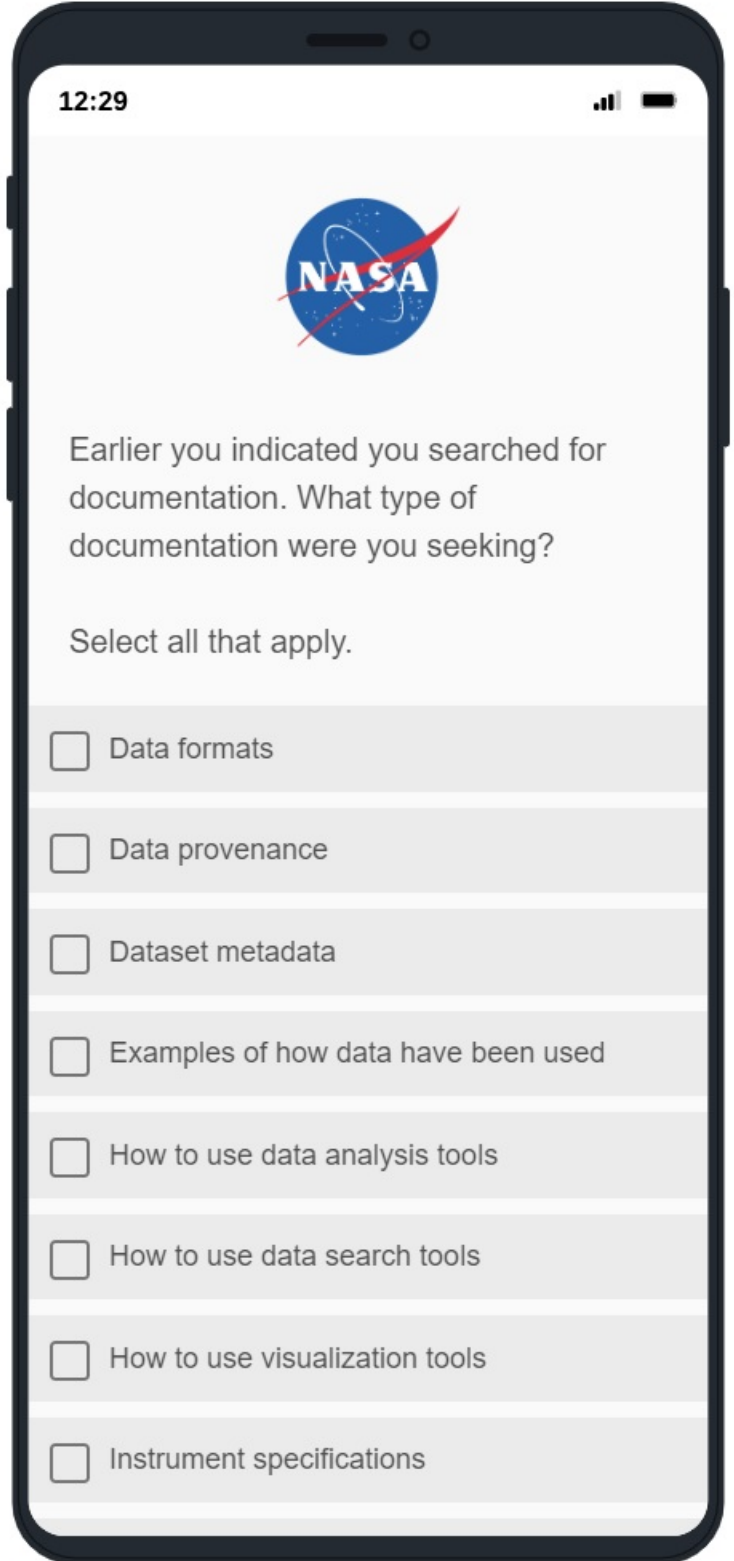 12:29
NASA
Earlier you indicated you searched for
documentation. What type of
documentation were you seeking?
Select all that apply.
Data formats
Data provenance
Dataset metadata
Examples of how data have been used
How to use data analysis tools
How to use data search tools
How to use visualization tools
Instrument specifications